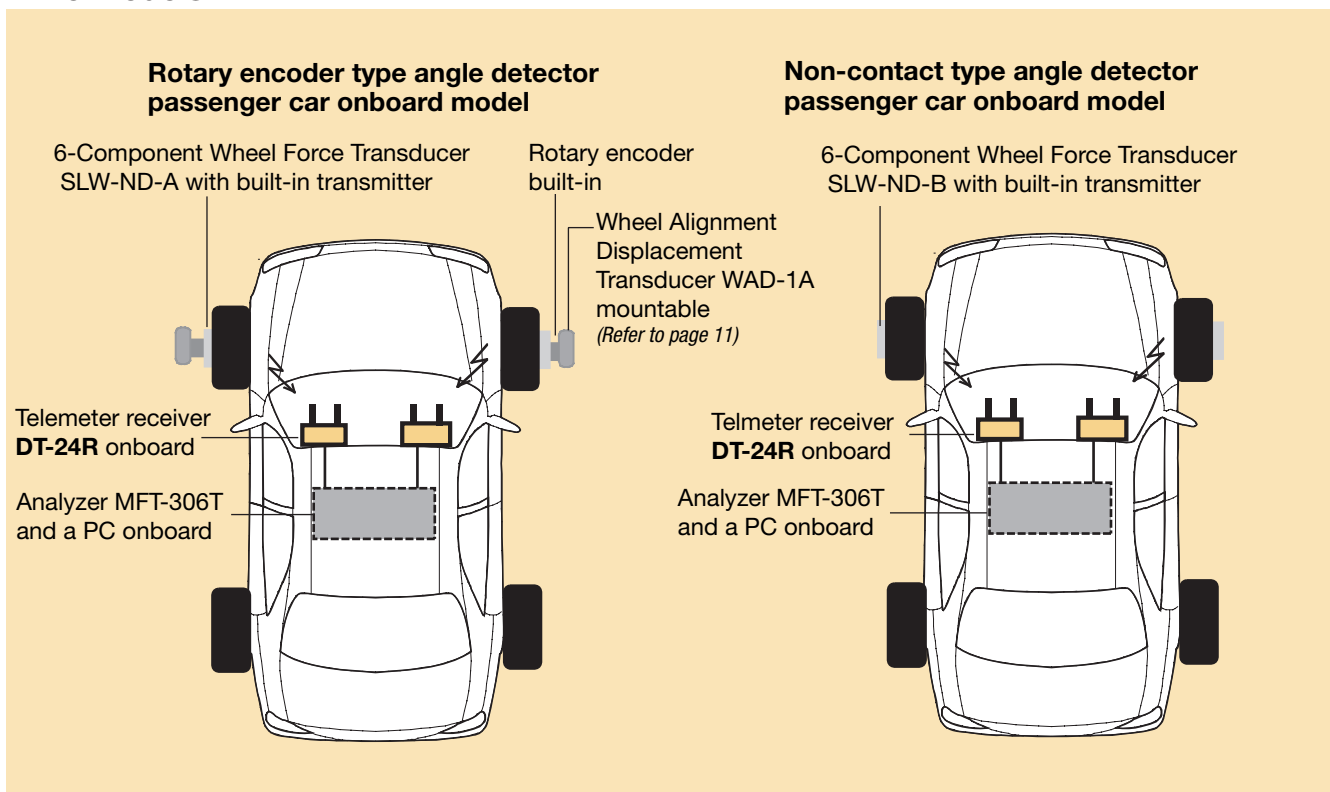 Rotary encoder type angle detector
passenger car onboard model
6-Component Wheel Force Transducer
SLW-ND-A with built-in transmitter
Rotary encoder
built-in
Wheel Alignment
Displacement
Transducer WAD-1A
mountable
(Refer to page 11)
Telemeter receiver
DT-24R onboard
Analyzer MFT-306T
and a PC onboard
Non-contact type angle detector
passenger car onboard model
6-Component Wheel Force Transducer
SLW-ND-B with built-in transmitter
Telmeter receiver
DT-24R onboard
Analyzer MFT-306T
and a PC onboard